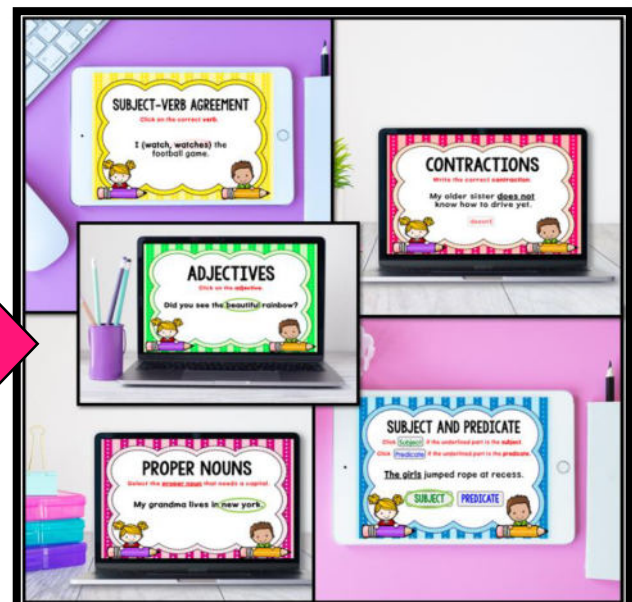 SUBJECT-VERB AGREEMENT
Click on the correct verb.
I (watch, watches) the
football game.
CONTRACTIONS
Write the correct contraction
My older sister does not
know how to drive yet.
doesn't
ADJECTIVES
Click on the adjective.
Did you see the beautiful rainbow?
PROPER NOUNS
Select the proper noun that needs a capital.
My grandma lives in new york.
SUBJECT AND PREDICATE
Click Subject if the underlined part is the subject.
Click Predicate if the underlined part is the predicate.
The girls jumped rope at recess.
SUBJECT PREDICATE